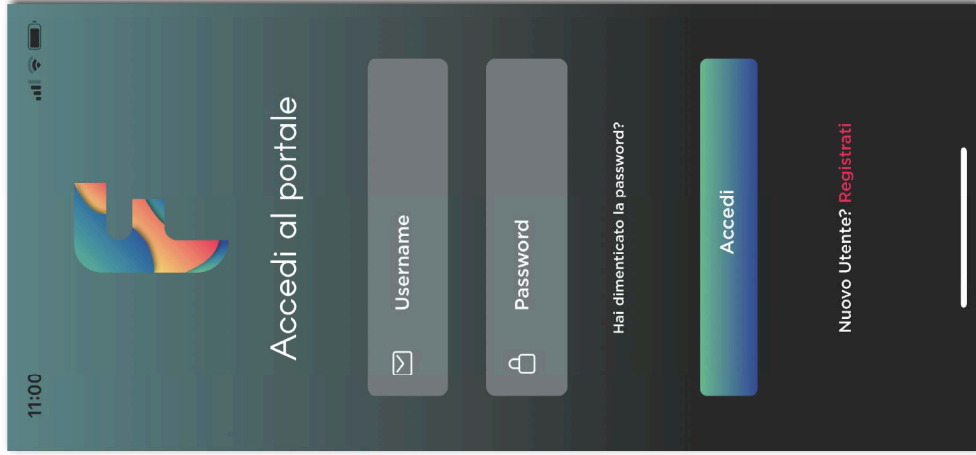 11:00
Accedi al portale
Username
Password
Hai dimenticato la password?
Accedi
Nuovo Utente? Registrati